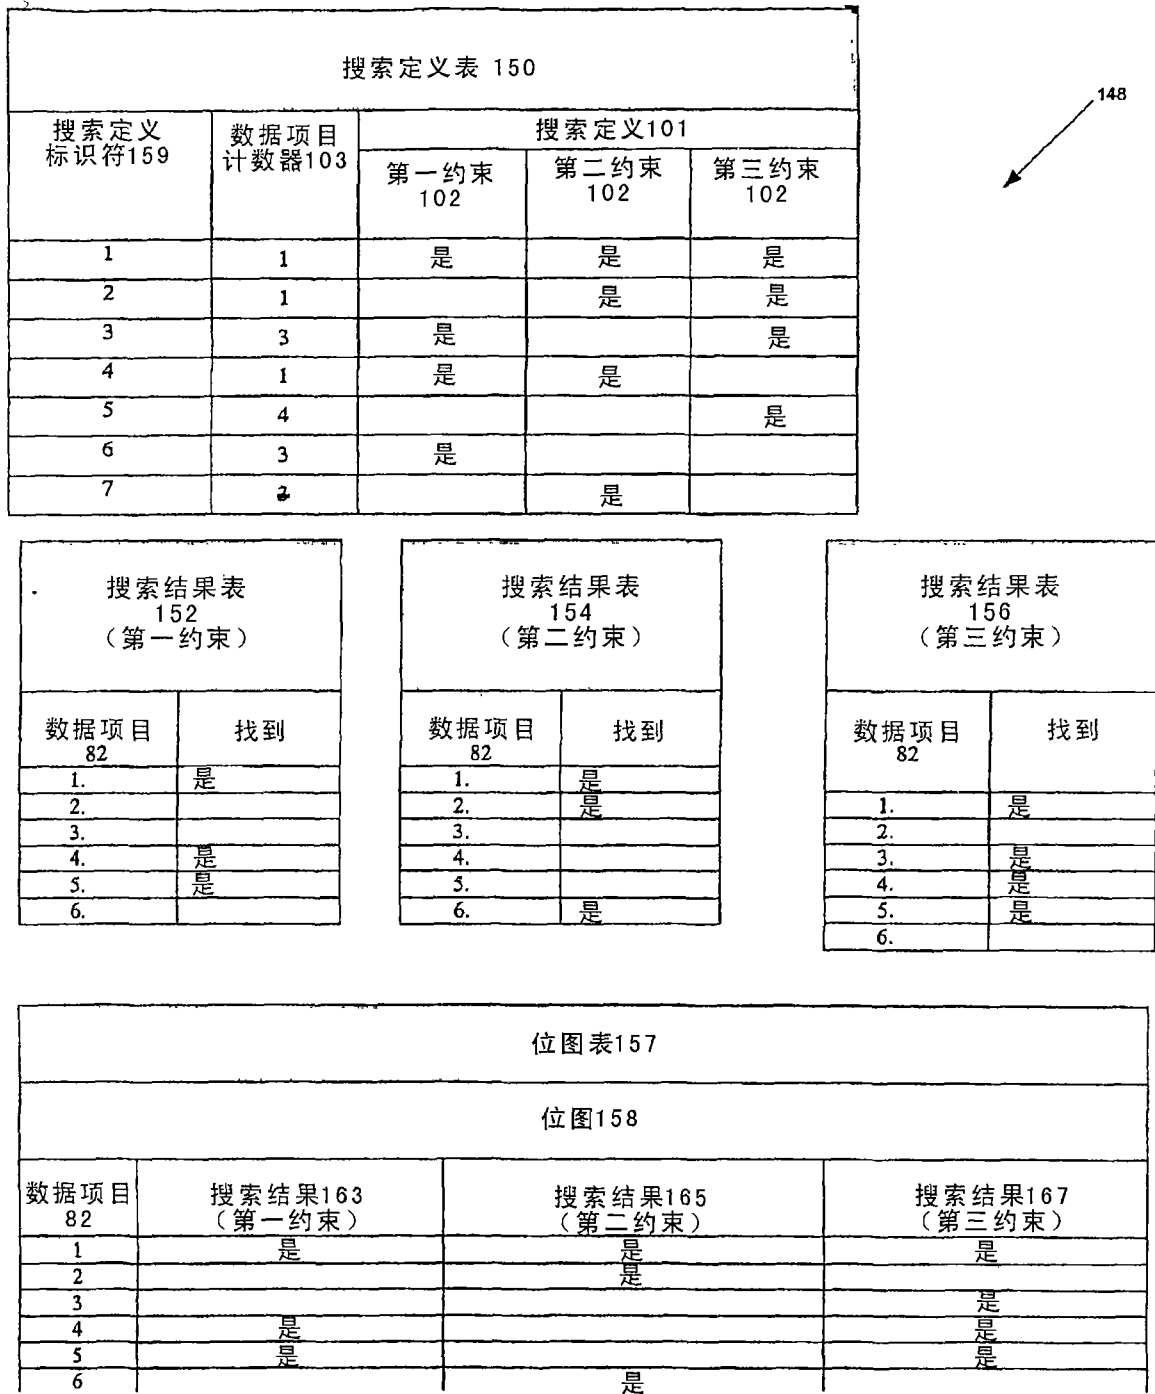 搜索定义表 150
148
搜索定义
标识符159
数据项目
计数器103
搜索定义101
第一约束
102
第二约束
102
第三约束
102
1 1 是 是 是
2 1 是 是
3 3 是 是
4 1 是 是
5 4 是
6 3 是
7 是
搜索结果表
152
（第一约束）
数据项目
82
找到
1. 是
2.
3.
4. 是
5. 是
6.
搜索结果表
154
（第二约束）
数据项目
82
找到
1. 是
2. 是
3.
4.
5.
6. 是
搜索结果表
156
（第三约束）
数据项目
82
找到
1. 是
2.
3. 是
4. 是
5. 是
6.
位图表157
位图158
数据项目
82
搜索结果163
（第一约束）
搜索结果165
（第二约束）
搜索结果167
（第三约束）
1 是 是 是
2 是
3 是
4 是 是
5 是 是
6 是